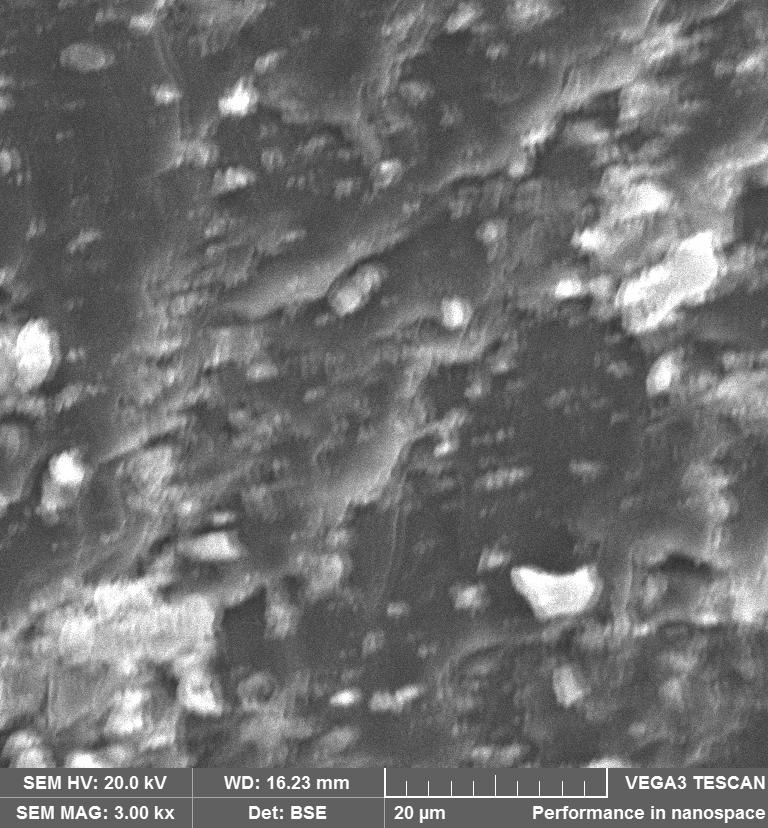 SEM HV: 20.0 kV WD: 16.23 mm VEGA3 TESCAN
SEM MAG: 3.00 kx Det: BSE 20 µm Performance in nanospace